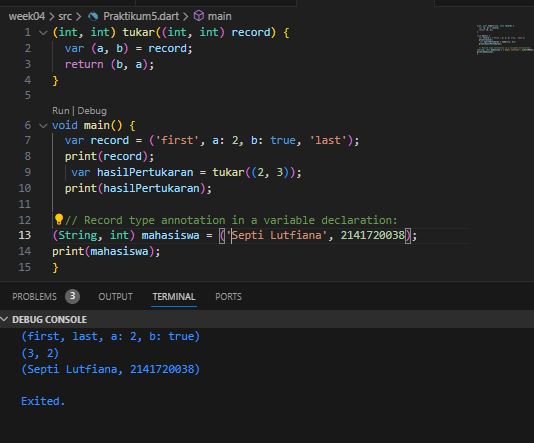 week04 > src > Praktikum5.dart > main
1 (int, int) tukar((int, int) record) {
2 var (a, b) = record;
3 return (b, a);
4 }
5
Run | Debug
6 void main() {
7 var record = ('first', a: 2, b: true, 'last');
8 print(record);
9 var hasilPertukaran = tukar((2, 3));
10 print(hasilPertukaran);
11
12 // Record type annotation in a variable declaration:
13 (String, int) mahasiswa = ('Septi Lutfiana', 2141720038);
14 print(mahasiswa);
15 }
PROBLEMS 3 OUTPUT TERMINAL PORTS
DEBUG CONSOLE
(first, last, a: 2, b: true)
(3, 2)
(Septi Lutfiana, 2141720038)
Exited.